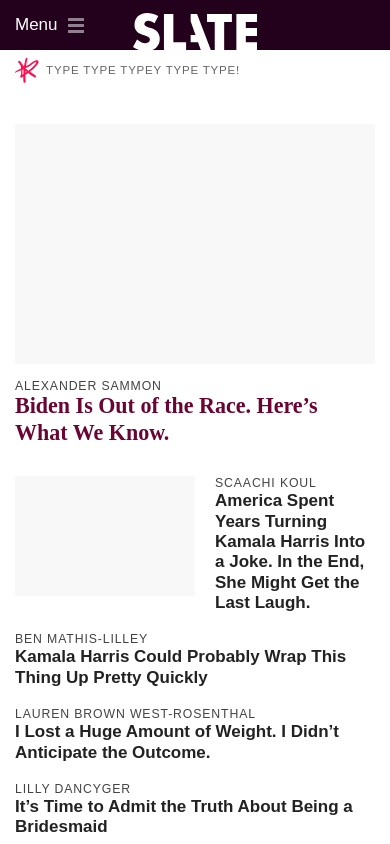 Menu
SLATE
TYPE TYPE TYPEY TYPE TYPE!
ALEXANDER SAMMON
Biden Is Out of the Race. Here’s
What We Know.
SCAACHI KOUL
America Spent
Years Turning
Kamala Harris Into
a Joke. In the End,
She Might Get the
Last Laugh.
BEN MATHIS-LILLEY
Kamala Harris Could Probably Wrap This
Thing Up Pretty Quickly
LAUREN BROWN WEST-ROSENTHAL
I Lost a Huge Amount of Weight. I Didn’t
Anticipate the Outcome.
LILLY DANCYGER
It’s Time to Admit the Truth About Being a
Bridesmaid